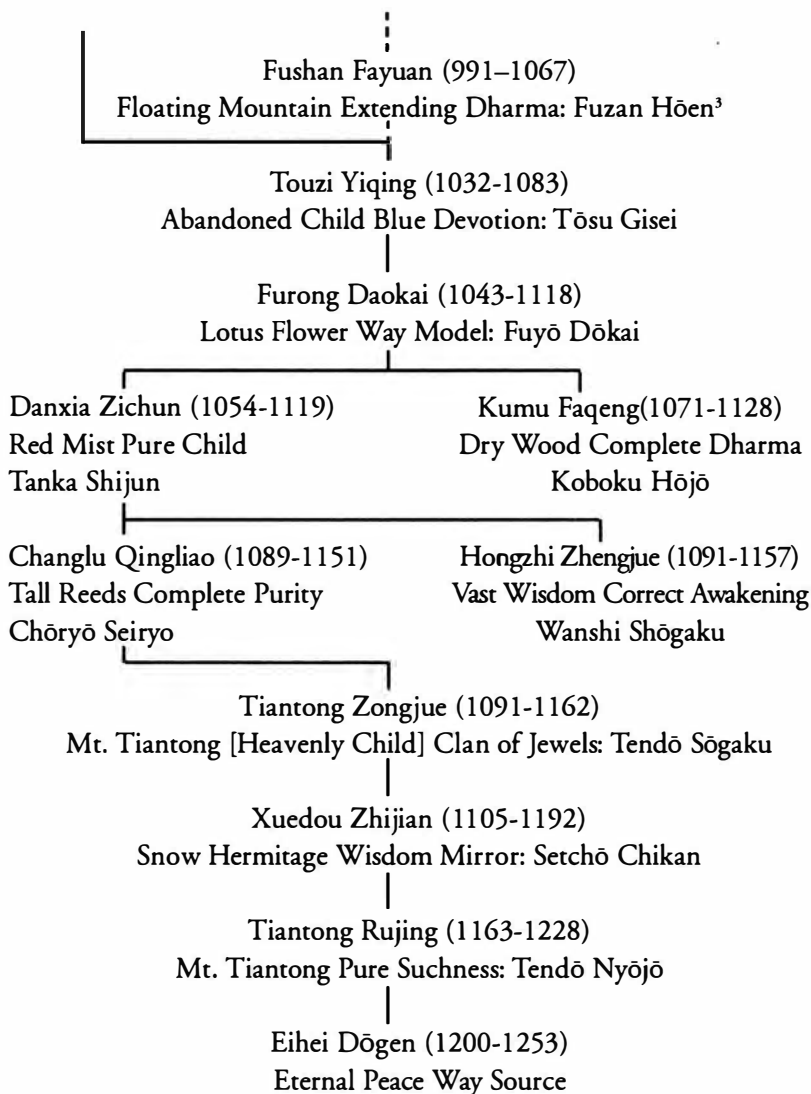 Fushan Fayuan (991–1067)
Floating Mountain Extending Dharma: Fuzan Hōen³
Touzi Yiqing (1032-1083)
Abandoned Child Blue Devotion: Tōsu Gisei
Furong Daokai (1043-1118)
Lotus Flower Way Model: Fuyō Dōkai
Danxia Zichun (1054-1119)
Red Mist Pure Child
Tanka Shijun
Kumu Faqeng(1071-1128)
Dry Wood Complete Dharma
Koboku Hōjō
Changlu Qingliao (1089-1151)
Tall Reeds Complete Purity
Chōryō Seiryo
Hongzhi Zhengjue (1091-1157)
Vast Wisdom Correct Awakening
Wanshi Shōgaku
Tiantong Zongjue (1091-1162)
Mt. Tiantong [Heavenly Child] Clan of Jewels: Tendō Sōgaku
Xuedou Zhijian (1105-1192)
Snow Hermitage Wisdom Mirror: Setchō Chikan
Tiantong Rujing (1163-1228)
Mt. Tiantong Pure Suchness: Tendō Nyōjō
Eihei Dōgen (1200-1253)
Eternal Peace Way Source